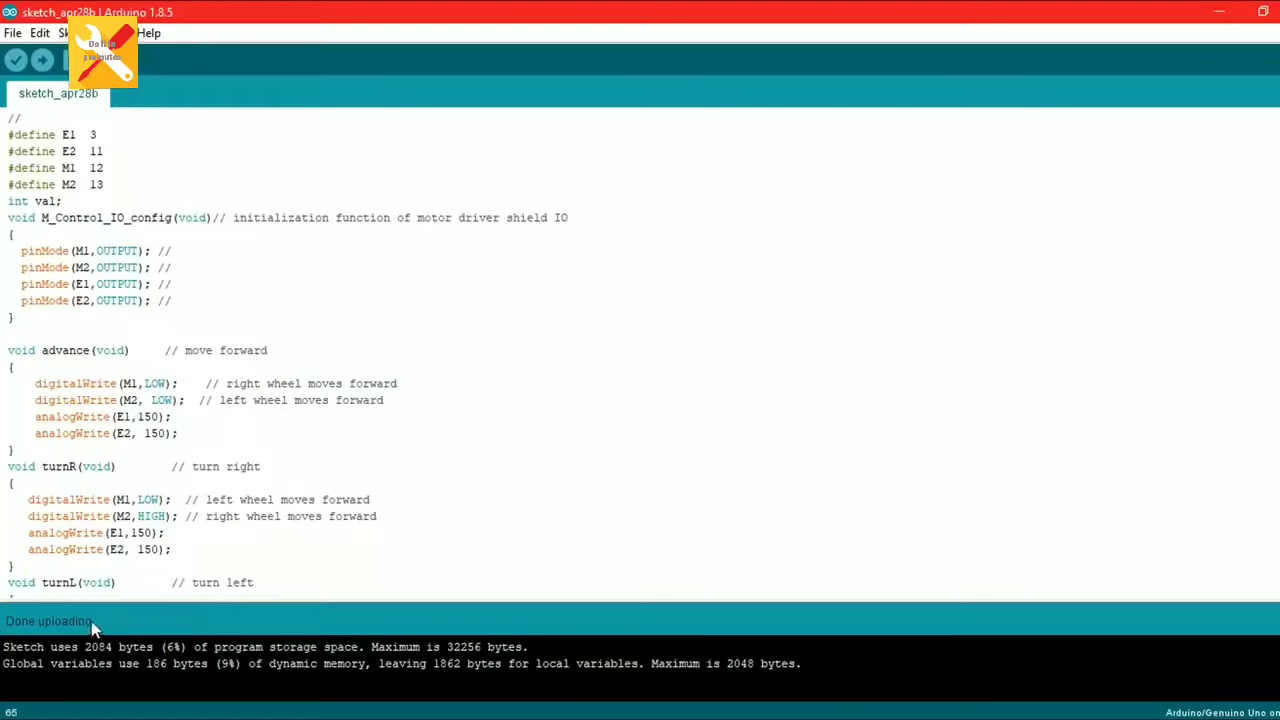 sketch_apr28b | Arduino 1.8.5
File Edit Sk Help
Do It In
5 minutes
sketch_apr28b
//
#define E1 3
#define E2 11
#define M1 12
#define M2 13
int val;
void M_Control_IO_config(void)// initialization function of motor driver shield IO
{
pinMode(M1,OUTPUT); //
pinMode(M2,OUTPUT); //
pinMode(E1,OUTPUT); //
pinMode(E2,OUTPUT); //
}
void advance(void) // move forward
{
digitalWrite(M1,LOW); // right wheel moves forward
digitalWrite(M2, LOW); // left wheel moves forward
analogWrite(E1,150);
analogWrite(E2, 150);
}
void turnR(void) // turn right
{
digitalWrite(M1,LOW); // left wheel moves forward
digitalWrite(M2,HIGH); // right wheel moves forward
analogWrite(E1,150);
analogWrite(E2, 150);
}
void turnL(void) // turn left
Done uploading.
Sketch uses 2084 bytes (6%) of program storage space. Maximum is 32256 bytes.
Global variables use 186 bytes (9%) of dynamic memory, leaving 1862 bytes for local variables. Maximum is 2048 bytes.
65
Arduino/Genuino Uno on